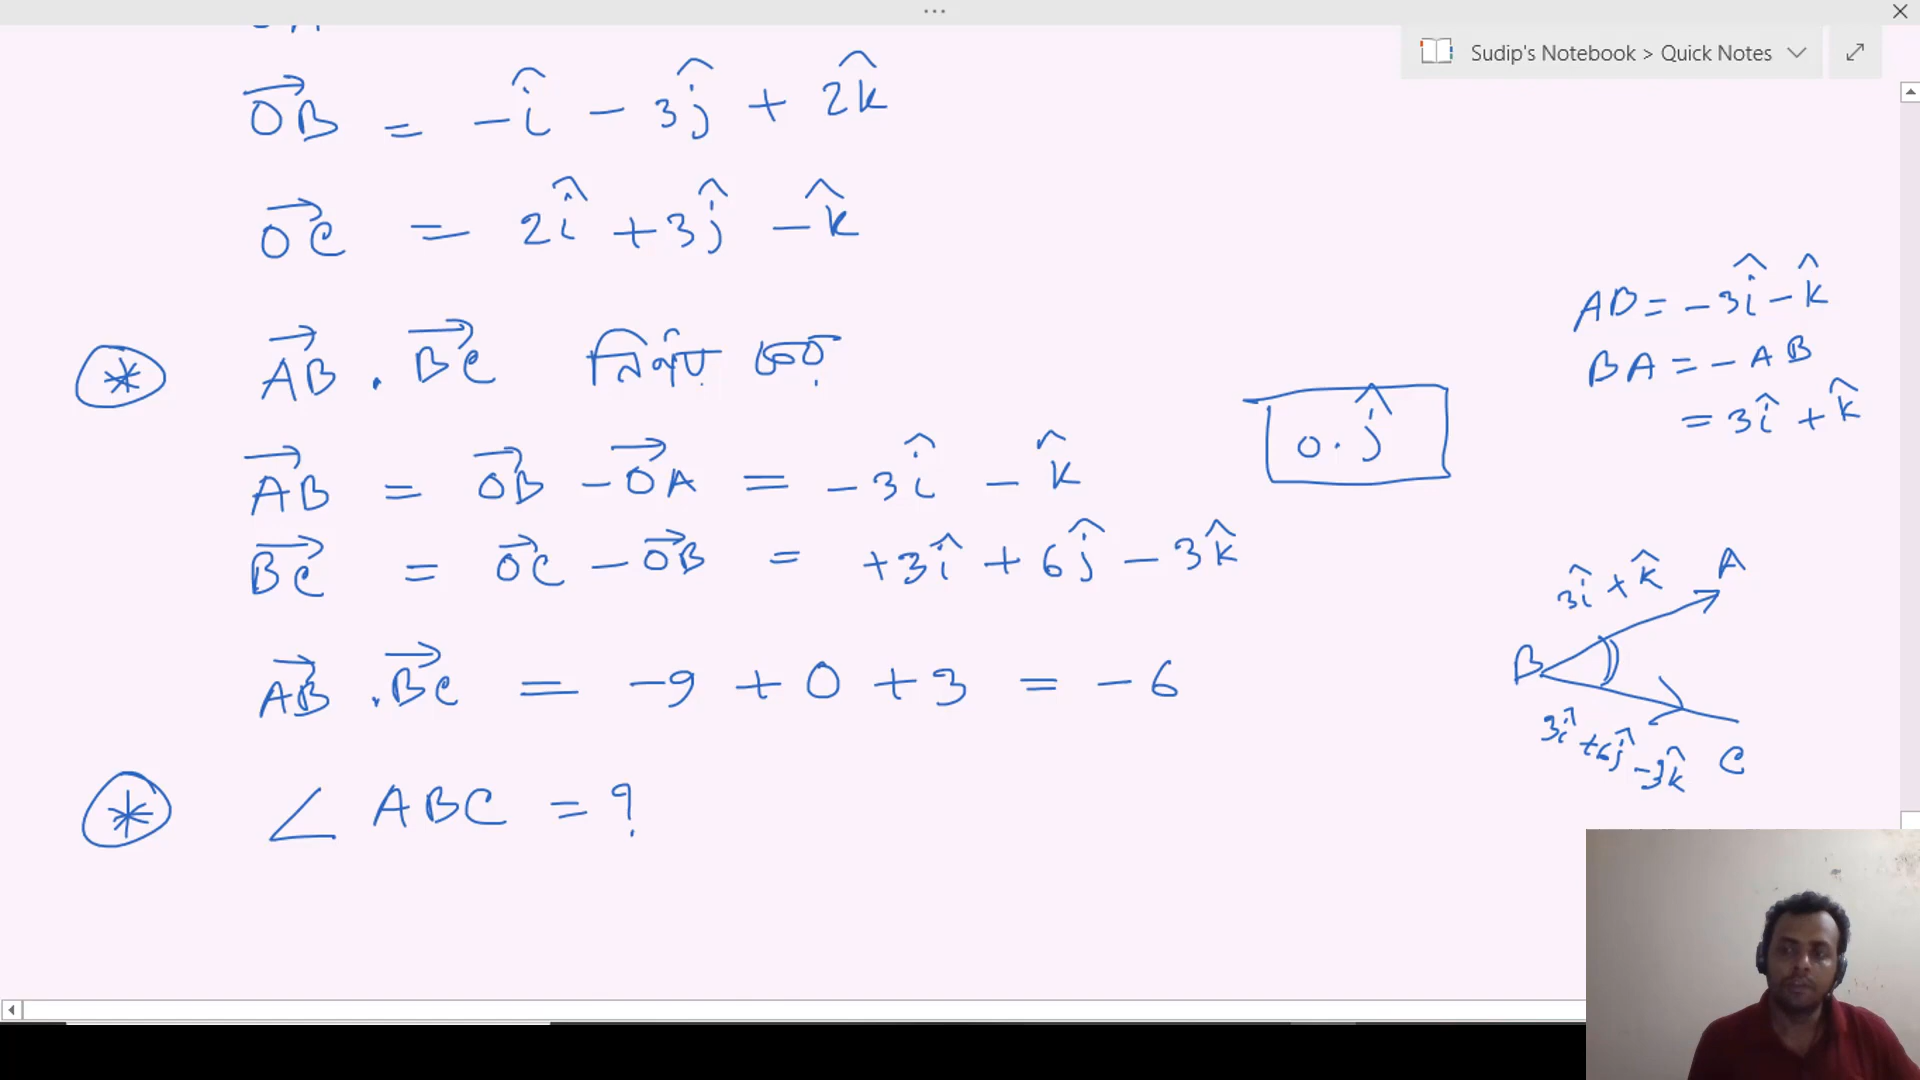 ...
Sudip's Notebook > Quick Notes
OB⃗ = -î - 3ĵ + 2k̂
OC⃗ = 2î + 3ĵ - k̂
* AB⃗ . BC⃗ নির্ণয় কর
AB⃗ = OB⃗ - OA⃗ = -3î - k̂
BC⃗ = OC⃗ - OB⃗ = +3î + 6ĵ - 3k̂
AB⃗ . BC⃗ = -9 + 0 + 3 = -6
* ∠ ABC = ?
0 . ĵ
AB = -3î - k̂
BA = - AB
= 3î + k̂
3î + k̂
A
B
3î + 6ĵ - 3k̂
C